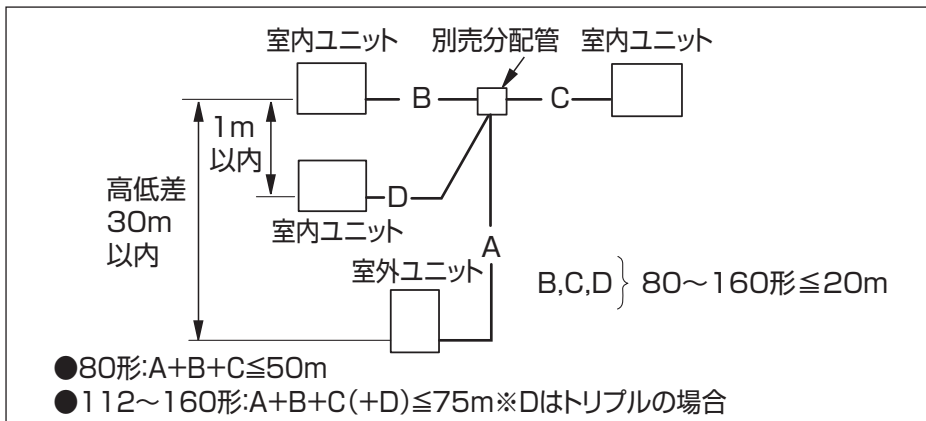 室内ユニット
別売分配管
室内ユニット
B
C
1m
以内
高低差
30m
以内
D
室内ユニット
A
室外ユニット
B,C,D} 80～160形≦20m
●80形:A+B+C≦50m
●112～160形:A+B+C(+D)≦75m※Dはトリプルの場合